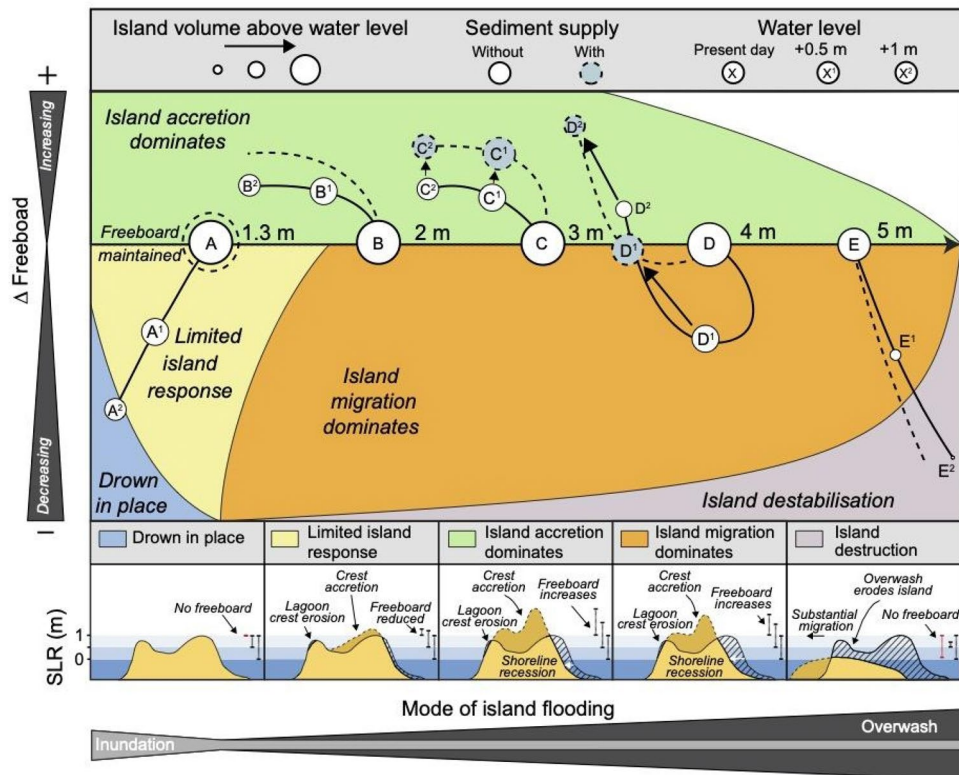 Island volume above water level
Sediment supply
Without
With
Water level
Present day
+0.5 m
+1 m
X
X¹
X²
+
Increasing
Δ Freeboad
Decreasing
–
Island accretion
dominates
B²
B¹
C²
C¹
C²
C¹
D²
D²
Freeboard
maintained
A
1.3 m
B
2 m
C
3 m
D¹
D
4 m
E
5 m
A¹
Limited
island
response
D¹
E¹
A²
Island
migration
dominates
Drown
in place
E²
Island destabilisation
Drown in place
Limited island
response
Island accretion
dominates
Island migration
dominates
Island
destruction
SLR (m)
1
0
No freeboard
Crest
accretion
Lagoon
crest erosion
Freeboard
reduced
Crest
accretion
Freeboard
increases
Lagoon
crest erosion
Shoreline
recession
Crest
accretion
Freeboard
increases
Lagoon
crest erosion
Shoreline
recession
Overwash
erodes island
Substantial
migration
No freeboard
Mode of island flooding
Inundation
Overwash